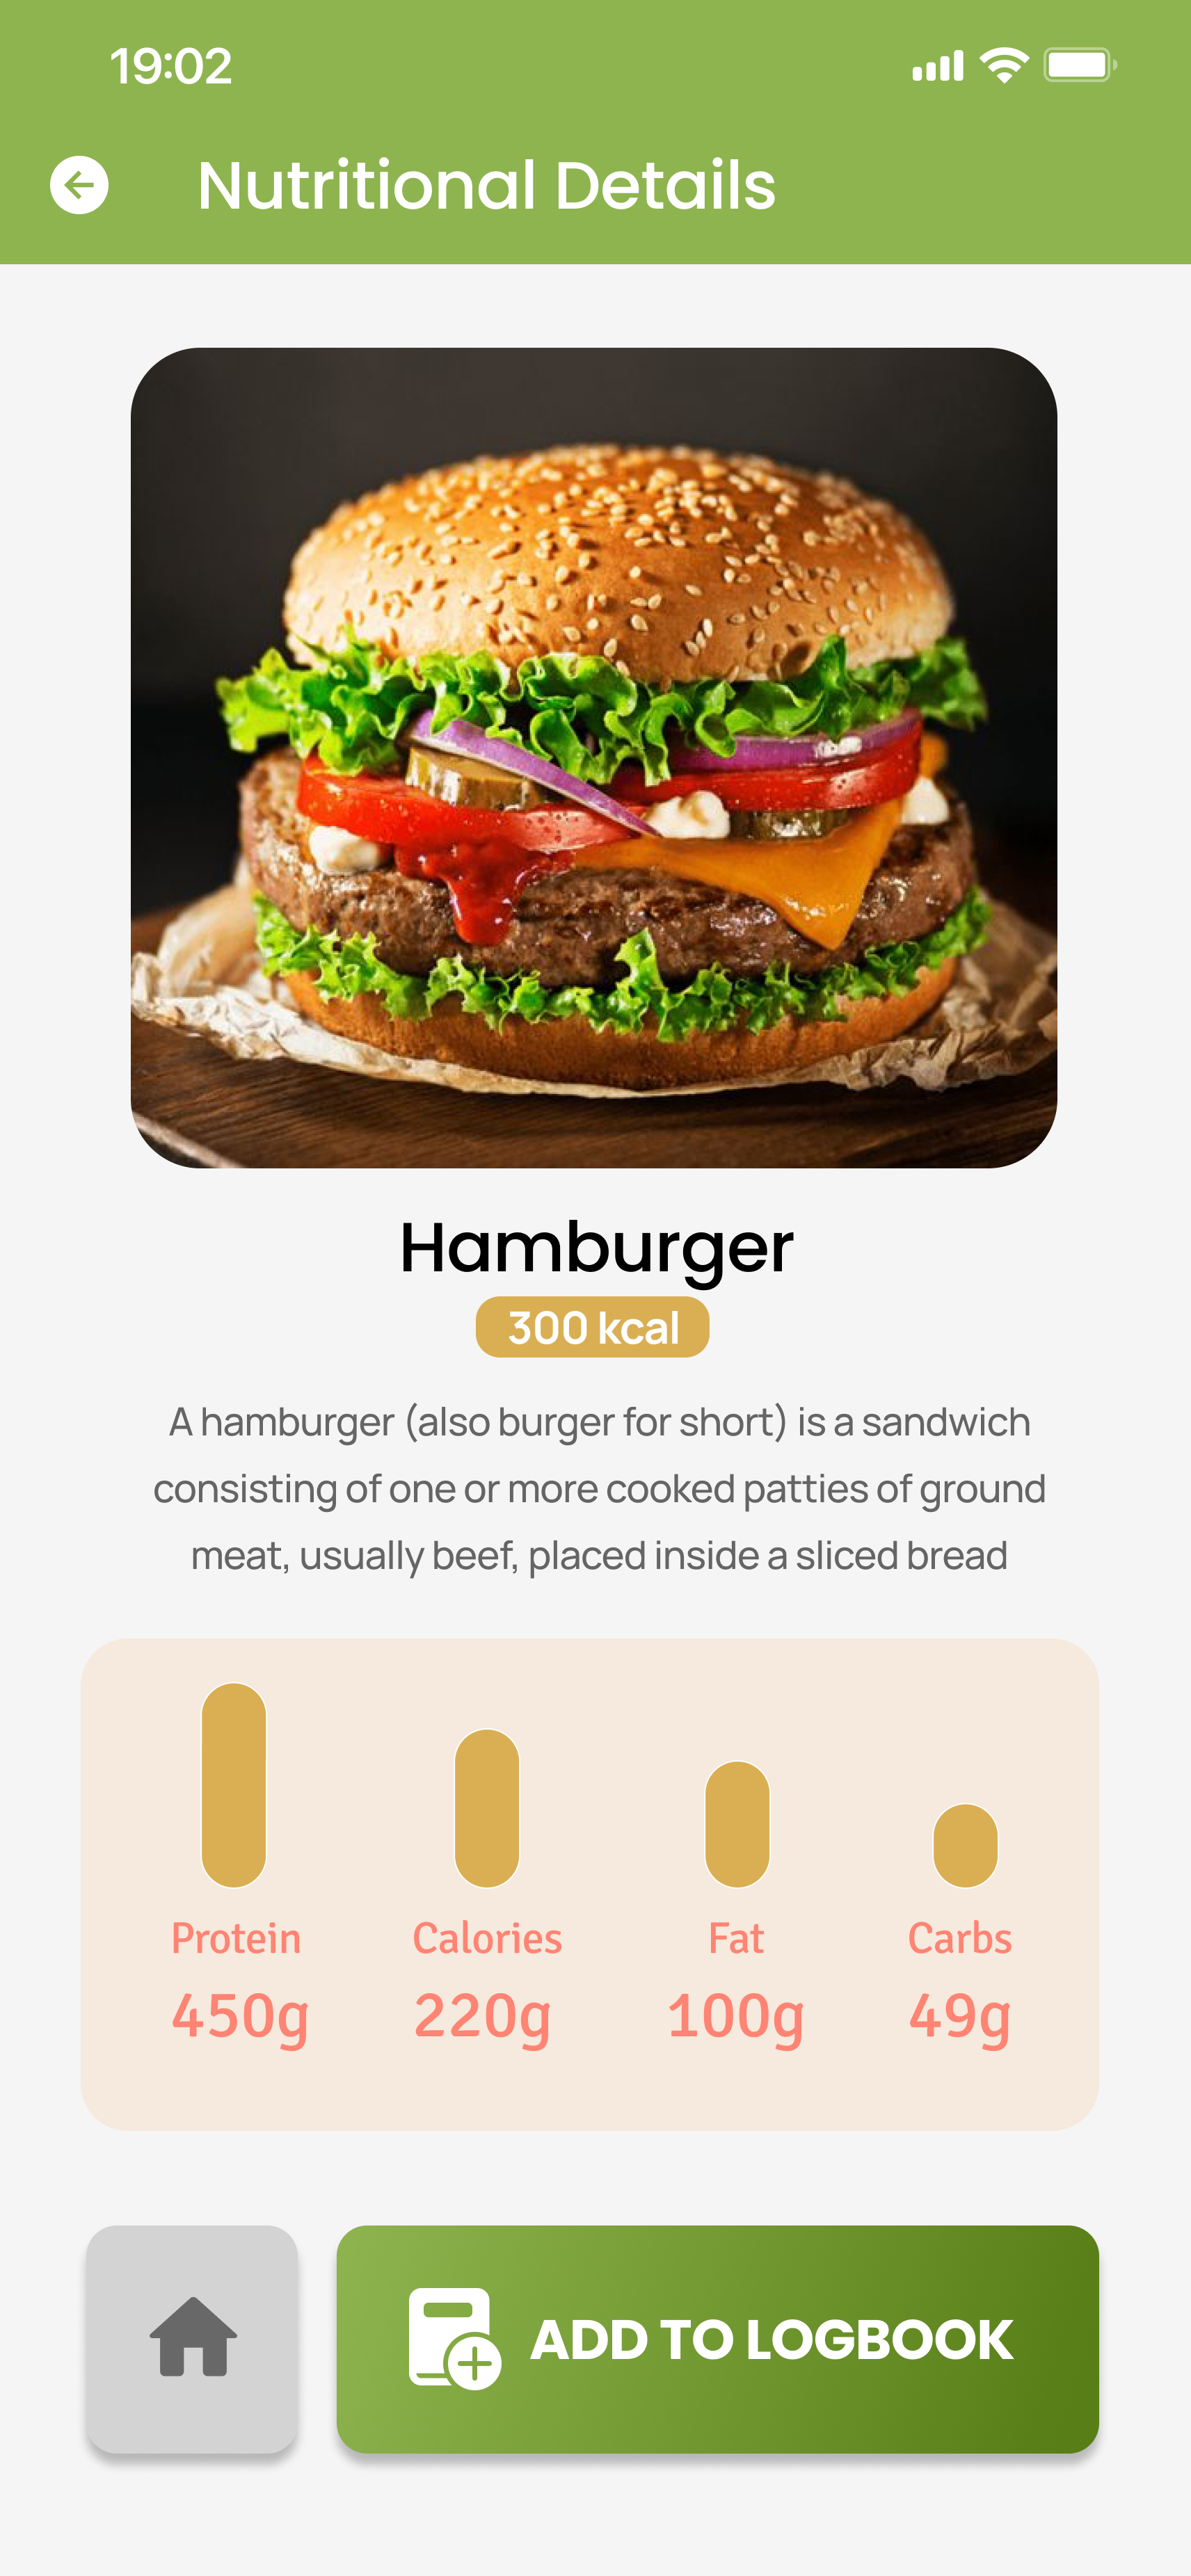 19:02
Nutritional Details
Hamburger
300 kcal
A hamburger (also burger for short) is a sandwich
consisting of one or more cooked patties of ground
meat, usually beef, placed inside a sliced bread
Protein Calories Fat Carbs
450g 220g 100g 49g
ADD TO LOGBOOK